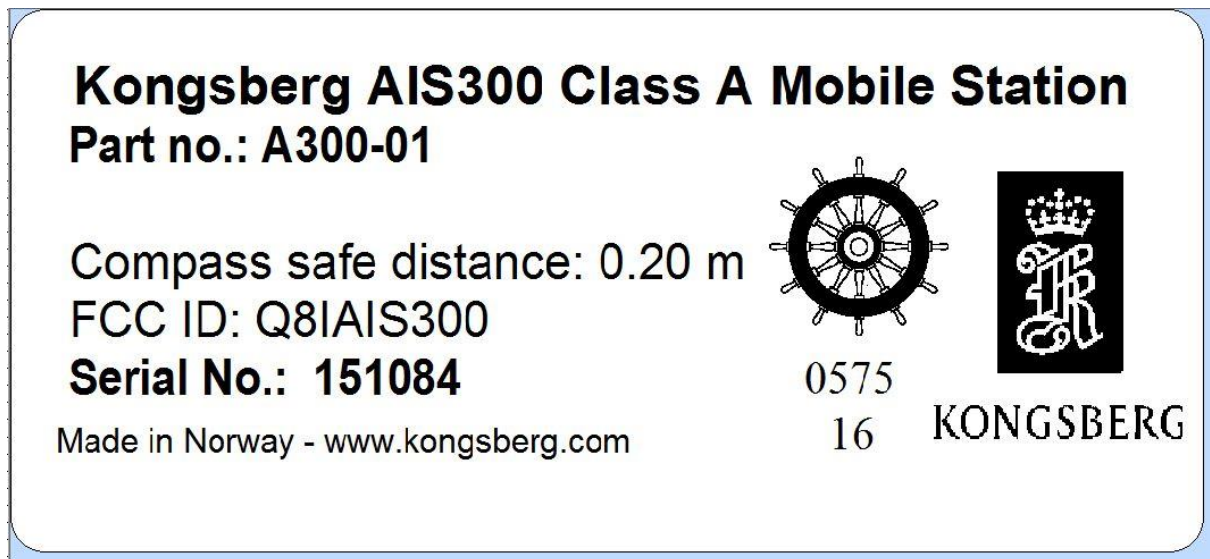 Kongsberg AIS300 Class A Mobile Station
Part no.: A300-01
Compass safe distance: 0.20 m
FCC ID: Q8IAIS300
Serial No.: 151084
Made in Norway - www.kongsberg.com
0575
16
KONGSBERG